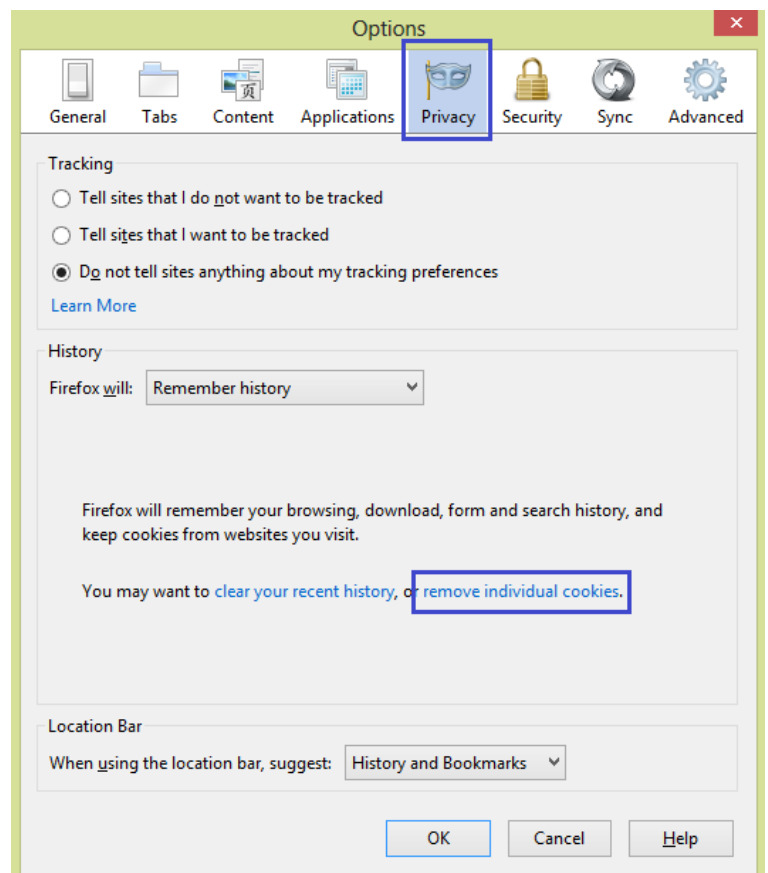 Options
General Tabs Content Applications Privacy Security Sync Advanced
Tracking
Tell sites that I do not want to be tracked
Tell sites that I want to be tracked
Do not tell sites anything about my tracking preferences
Learn More
History
Firefox will: Remember history
Firefox will remember your browsing, download, form and search history, and
keep cookies from websites you visit.
You may want to clear your recent history, or remove individual cookies.
Location Bar
When using the location bar, suggest: History and Bookmarks
OK Cancel Help